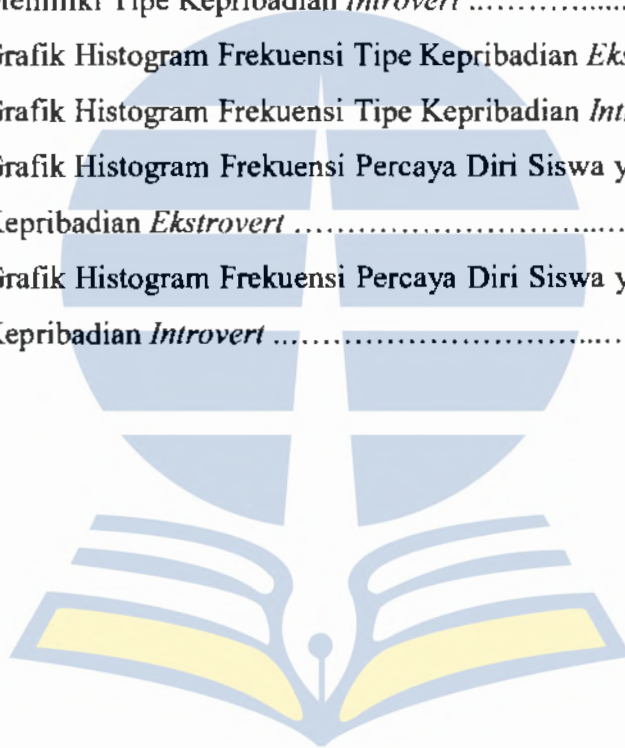 Tipe Kepribadian Introvert ....................
Grafik Histogram Frekuensi Tipe Kepribadian
Grafik Histogram Frekuensi Tipe Kepribadian
Grafik Histogram Frekuensi Percaya Diri Siswa
Kepribadian Ekstrovert ..............................
Grafik Histogram Frekuensi Percaya Diri Siswa
Kepribadian Introvert ................................